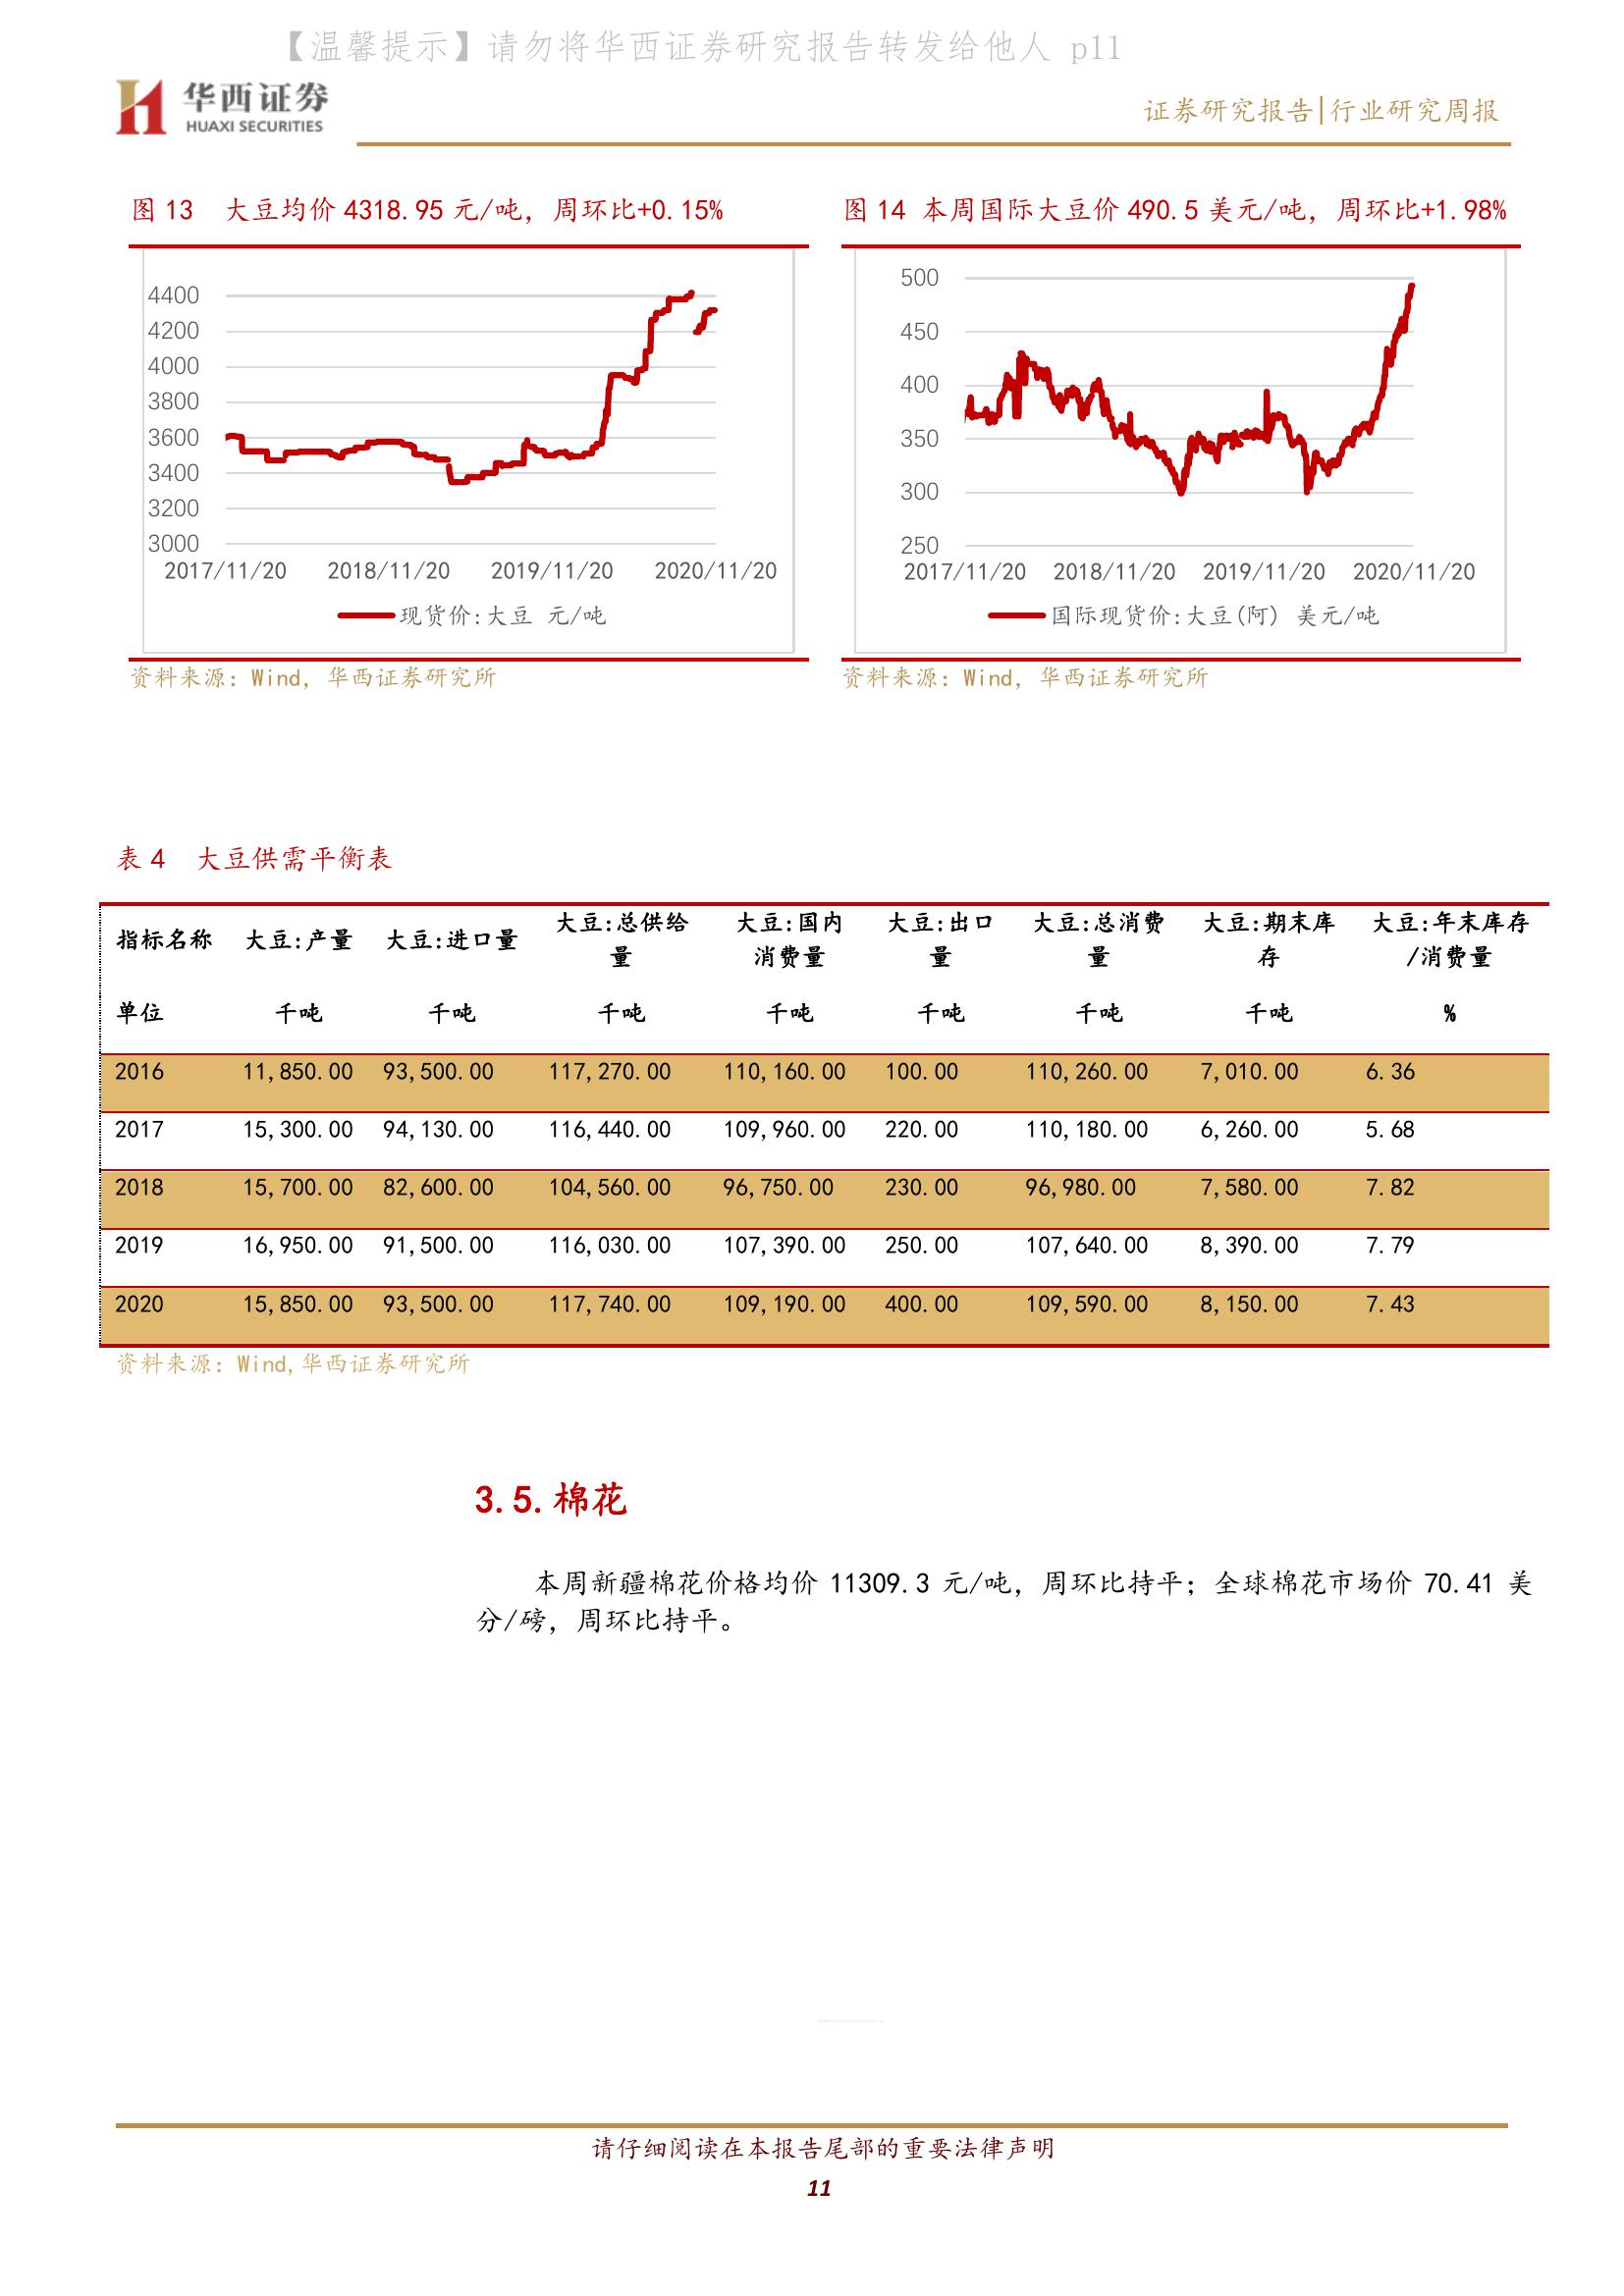 【温馨提示】请勿将华西证券研究报告转发给他人 p11
华西证券
HUAXI SECURITIES
证券研究报告|行业研究周报
图 13 大豆均价 4318.95 元/吨，周环比+0.15%
4400
4200
4000
3800
3600
3400
3200
3000
2017/11/20 2018/11/20 2019/11/20 2020/11/20
现货价:大豆 元/吨
资料来源：Wind，华西证券研究所
图 14 本周国际大豆价 490.5 美元/吨，周环比+1.98%
500
450
400
350
300
250
2017/11/20 2018/11/20 2019/11/20 2020/11/20
国际现货价:大豆(阿) 美元/吨
资料来源：Wind，华西证券研究所
表 4 大豆供需平衡表
指标名称 大豆:产量 大豆:进口量 大豆:总供给量 大豆:国内消费量 大豆:出口量 大豆:总消费量 大豆:期末库存 大豆:年末库存/消费量
单位 千吨 千吨 千吨 千吨 千吨 千吨 千吨 %
2016 11,850.00 93,500.00 117,270.00 110,160.00 100.00 110,260.00 7,010.00 6.36
2017 15,300.00 94,130.00 116,440.00 109,960.00 220.00 110,180.00 6,260.00 5.68
2018 15,700.00 82,600.00 104,560.00 96,750.00 230.00 96,980.00 7,580.00 7.82
2019 16,950.00 91,500.00 116,030.00 107,390.00 250.00 107,640.00 8,390.00 7.79
2020 15,850.00 93,500.00 117,740.00 109,190.00 400.00 109,590.00 8,150.00 7.43
资料来源：Wind,华西证券研究所
3.5.棉花
本周新疆棉花价格均价 11309.3 元/吨，周环比持平；全球棉花市场价 70.41 美
分/磅，周环比持平。
请仔细阅读在本报告尾部的重要法律声明
11